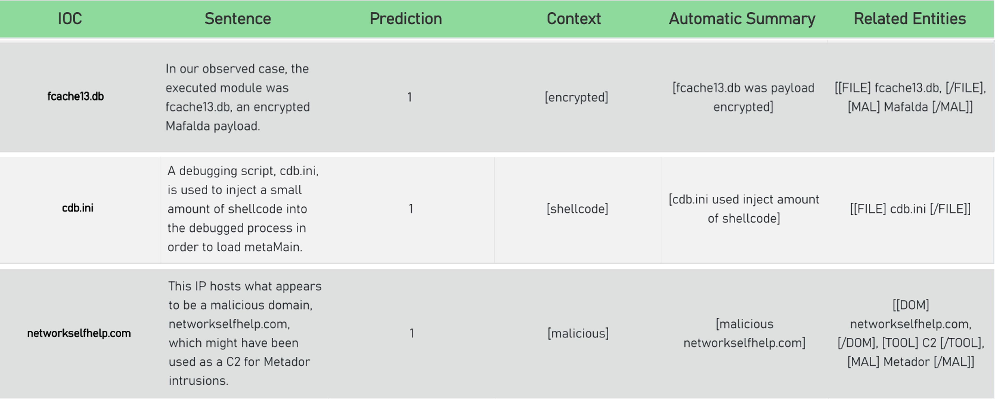 IOC Sentence Prediction Context Automatic Summary Related Entities
fcache13.db
In our observed case, the
executed module was
fcache13.db, an encrypted
Mafalda payload.
1
[encrypted]
[fcache13.db was payload
encrypted]
[[FILE] fcache13.db, [/FILE],
[MAL] Mafalda [/MAL]]
cdb.ini
A debugging script, cdb.ini,
is used to inject a small
amount of shellcode into
the debugged process in
order to load metaMain.
1
[shellcode]
[cdb.ini used inject amount
of shellcode]
[[FILE] cdb.ini [/FILE]]
networkselfhelp.com
This IP hosts what appears
to be a malicious domain,
networkselfhelp.com,
which might have been
used as a C2 for Metador
intrusions.
1
[malicious]
[malicious
networkselfhelp.com]
[[DOM]
networkselfhelp.com,
[/DOM], [TOOL] C2 [/TOOL],
[MAL] Metador [/MAL]]